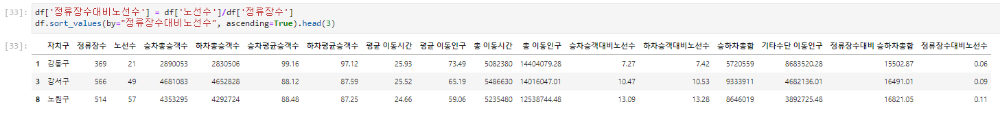 [33]: df['정류장수대비노선수'] = df['노선수']/df['정류장수']
df.sort_values(by="정류장수대비노선수", ascending=True).head(3)
[33]: 자치구 정류장수 노선수 승차총승객수 하차총승객수 승차평균승객수 하차평균승객수 평균 이동시간 평균 이동인구 총 이동시간 총 이동인구 승차승객대비노선수 하차승객대비노선수 승하차총합 기타수단 이동인구 정류장수대비 승하차총합 정류장수대비노선수
1 강동구 369 21 2890053 2830506 99.16 97.12 25.93 73.49 5082380 14404079.28 7.27 7.42 5720559 8683520.28 15502.87 0.06
3 강서구 566 49 4681083 4652828 88.12 87.59 25.52 65.19 5486630 14016047.01 10.47 10.53 9333911 4682136.01 16491.01 0.09
8 노원구 514 57 4353295 4292724 88.48 87.25 24.66 59.06 5235480 12538744.48 13.09 13.28 8646019 3892725.48 16821.05 0.11